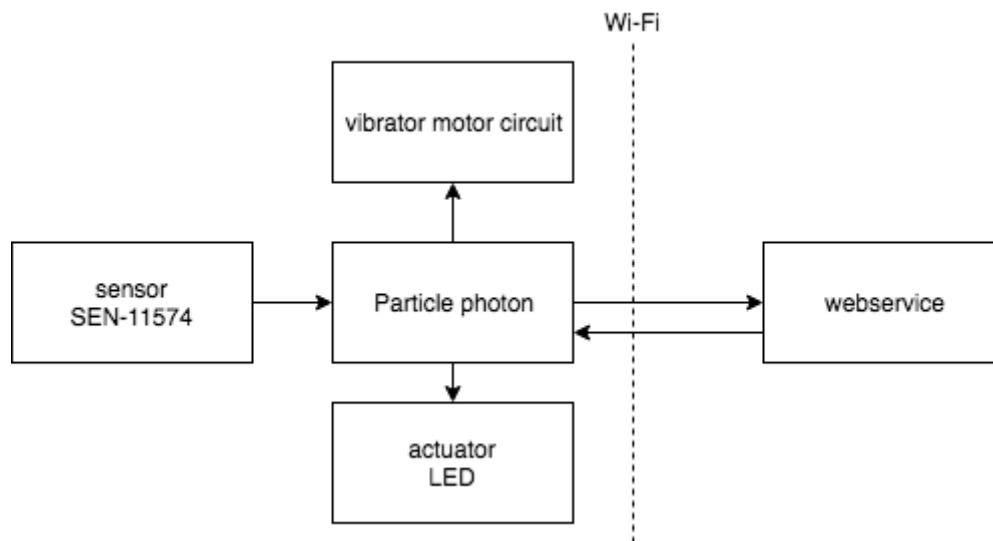 Wi-Fi
vibrator motor circuit
sensor
SEN-11574
Particle photon
webservice
actuator
LED